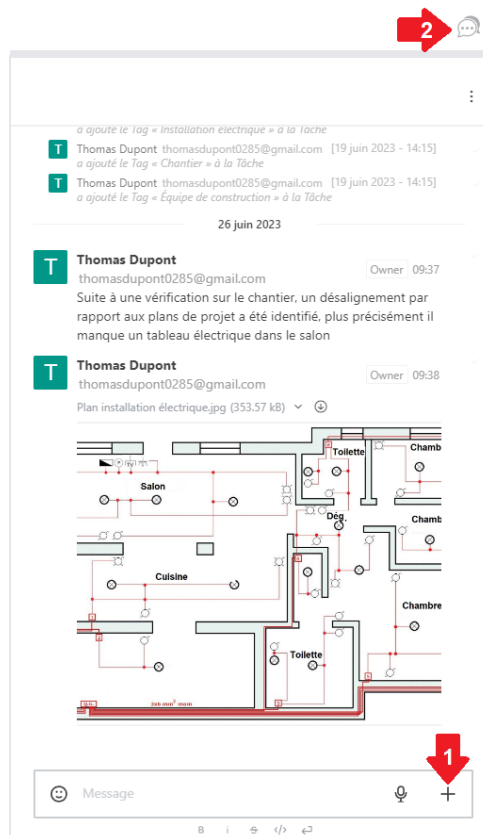 2
a ajouté le Tag « Installation électrique » à la Tâche
T Thomas Dupont thomasdupont0285@gmail.com [19 juin 2023 - 14:15]
a ajouté le Tag « Chantier » à la Tâche
T Thomas Dupont thomasdupont0285@gmail.com [19 juin 2023 - 14:15]
a ajouté le Tag « Équipe de construction » à la Tâche
26 juin 2023
T Thomas Dupont
thomasdupont0285@gmail.com Owner 09:37
Suite à une vérification sur le chantier, un désalignement par
rapport aux plans de projet a été identifié, plus précisément il
manque un tableau électrique dans le salon
T Thomas Dupont
thomasdupont0285@gmail.com Owner 09:38
Plan installation électrique.jpg (353.57 kB)
Toilette Chamb
Salon
Dég. Chamb
Cuisine
Chambre
Toilette
1
Message
B i S </>